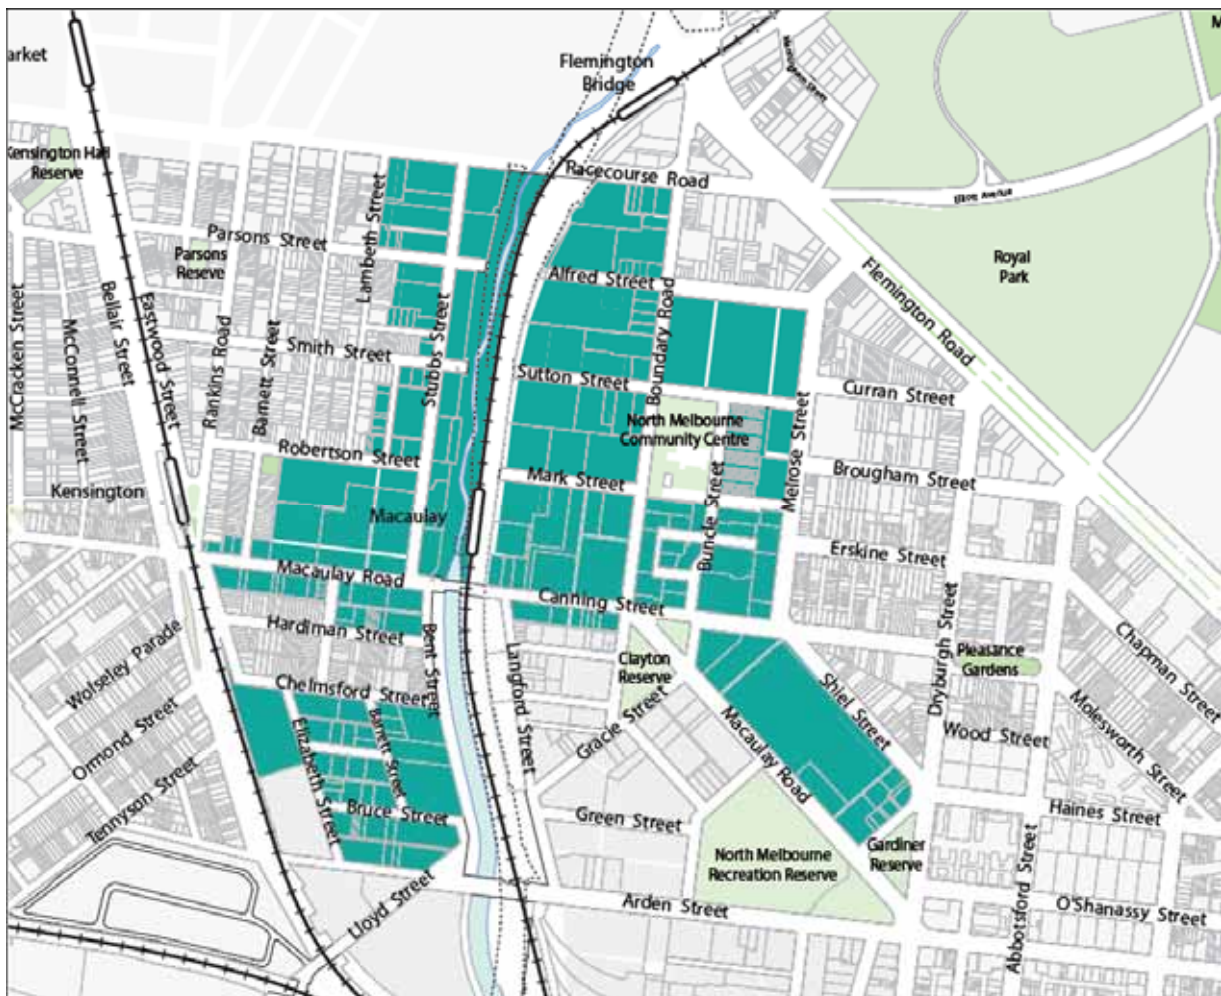 M
arket
Flemington
Bridge
Kensington Hall
Reserve
Racecourse Road
Elliott Avenue
Lambeth Street
Parsons Street
Parsons
Reseve
Alfred Street
Royal
Park
Flemington Road
Boundary Road
Stubbs Street
Bellair Street
Eastwood Street
McCracken Street
McConnell Street
Rankins Road
Barnett Street
Smith Street
Sutton Street
Curran Street
North Melbourne
Community Centre
Melrose Street
Robertson Street
Mark Street
Brougham Street
Kensington
Macaulay
Buncle Street
Erskine Street
Macaulay Road
Canning Street
Dryburgh Street
Hardiman Street
Bent Street
Langford Street
Wolseley Parade
Clayton
Reserve
Pleasance
Gardens
Chapman Street
Chelmsford Street
Shiel Street
Molesworth Street
Ormond Street
Elizabeth Street
Barrett Street
Gracie Street
Macaulay Road
Wood Street
Tennyson Street
Bruce Street
Green Street
Haines Street
Gardiner
Reserve
North Melbourne
Recreation Reserve
Abbotsford Street
Lloyd Street
Arden Street
O'Shanassy Street